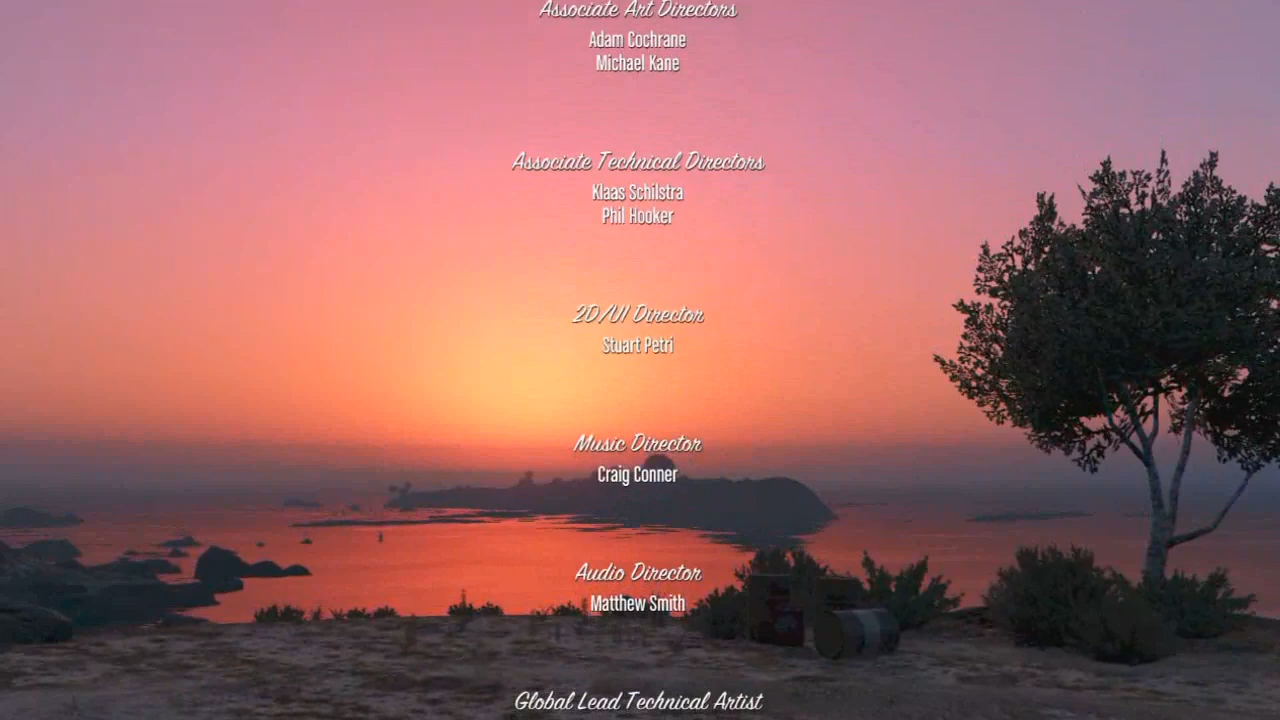 Associate Art Directors
Adam Cochrane
Michael Kane
Associate Technical Directors
Klaas Schilstra
Phil Hooker
2D/UI Director
Stuart Petri
Music Director
Craig Conner
Audio Director
Matthew Smith
Global Lead Technical Artist